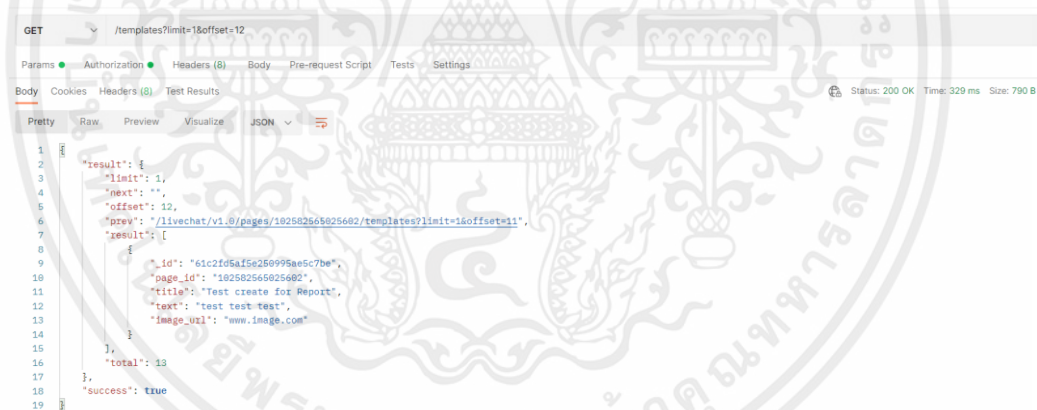 GET /templates?limit=1&offset=12
Params Authorization Headers (8) Body Pre-request Script Tests Settings
Body Cookies Headers (8) Test Results Status: 200 OK Time: 329 ms Size: 790 B
Pretty Raw Preview Visualize JSON
1 {
2 "result": {
3 "limit": 1,
4 "next": "",
5 "offset": 12,
6 "prev": "/livechat/v1.0/pages/102582565025602/templates?limit=1&offset=11",
7 "result": [
8 {
9 "_id": "61c2fd5af5e250995ae5c7be",
10 "page_id": "102582565025602",
11 "title": "Test create for Report",
12 "text": "test test test",
13 "image_url": "www.image.com"
14 }
15 ],
16 "total": 13
17 },
18 "success": true
19 }